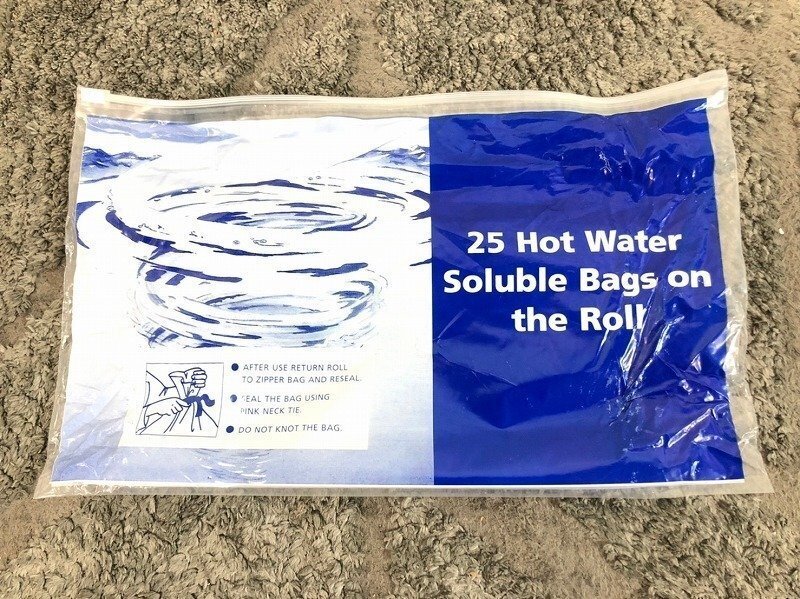 25 Hot Water
Soluble Bags on
the Roll
● AFTER USE RETURN ROLL
TO ZIPPER BAG AND RESEAL.
● SEAL THE BAG USING
PINK NECK TIE.
● DO NOT KNOT THE BAG.